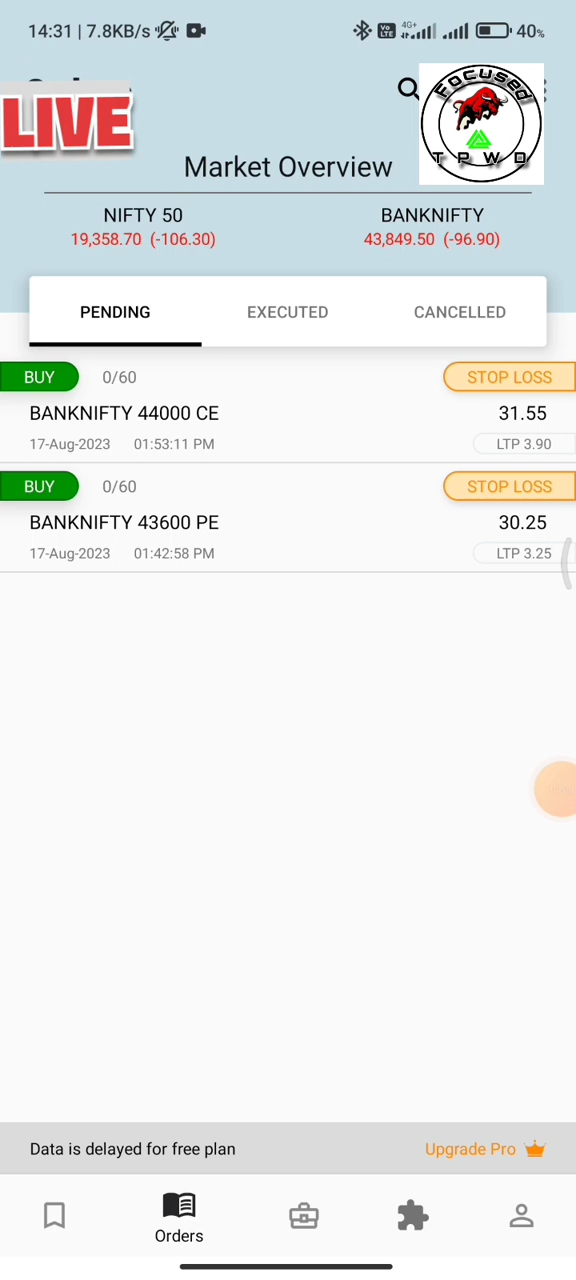 14:31 | 7.8KB/s 4G+ 40%
LIVE
Focused
TPWD
Market Overview
NIFTY 50 BANKNIFTY
19,358.70 (-106.30) 43,849.50 (-96.90)
PENDING EXECUTED CANCELLED
BUY 0/60 STOP LOSS
BANKNIFTY 44000 CE 31.55
17-Aug-2023 01:53:11 PM LTP 3.90
BUY 0/60 STOP LOSS
BANKNIFTY 43600 PE 30.25
17-Aug-2023 01:42:58 PM LTP 3.25
Data is delayed for free plan Upgrade Pro
Orders